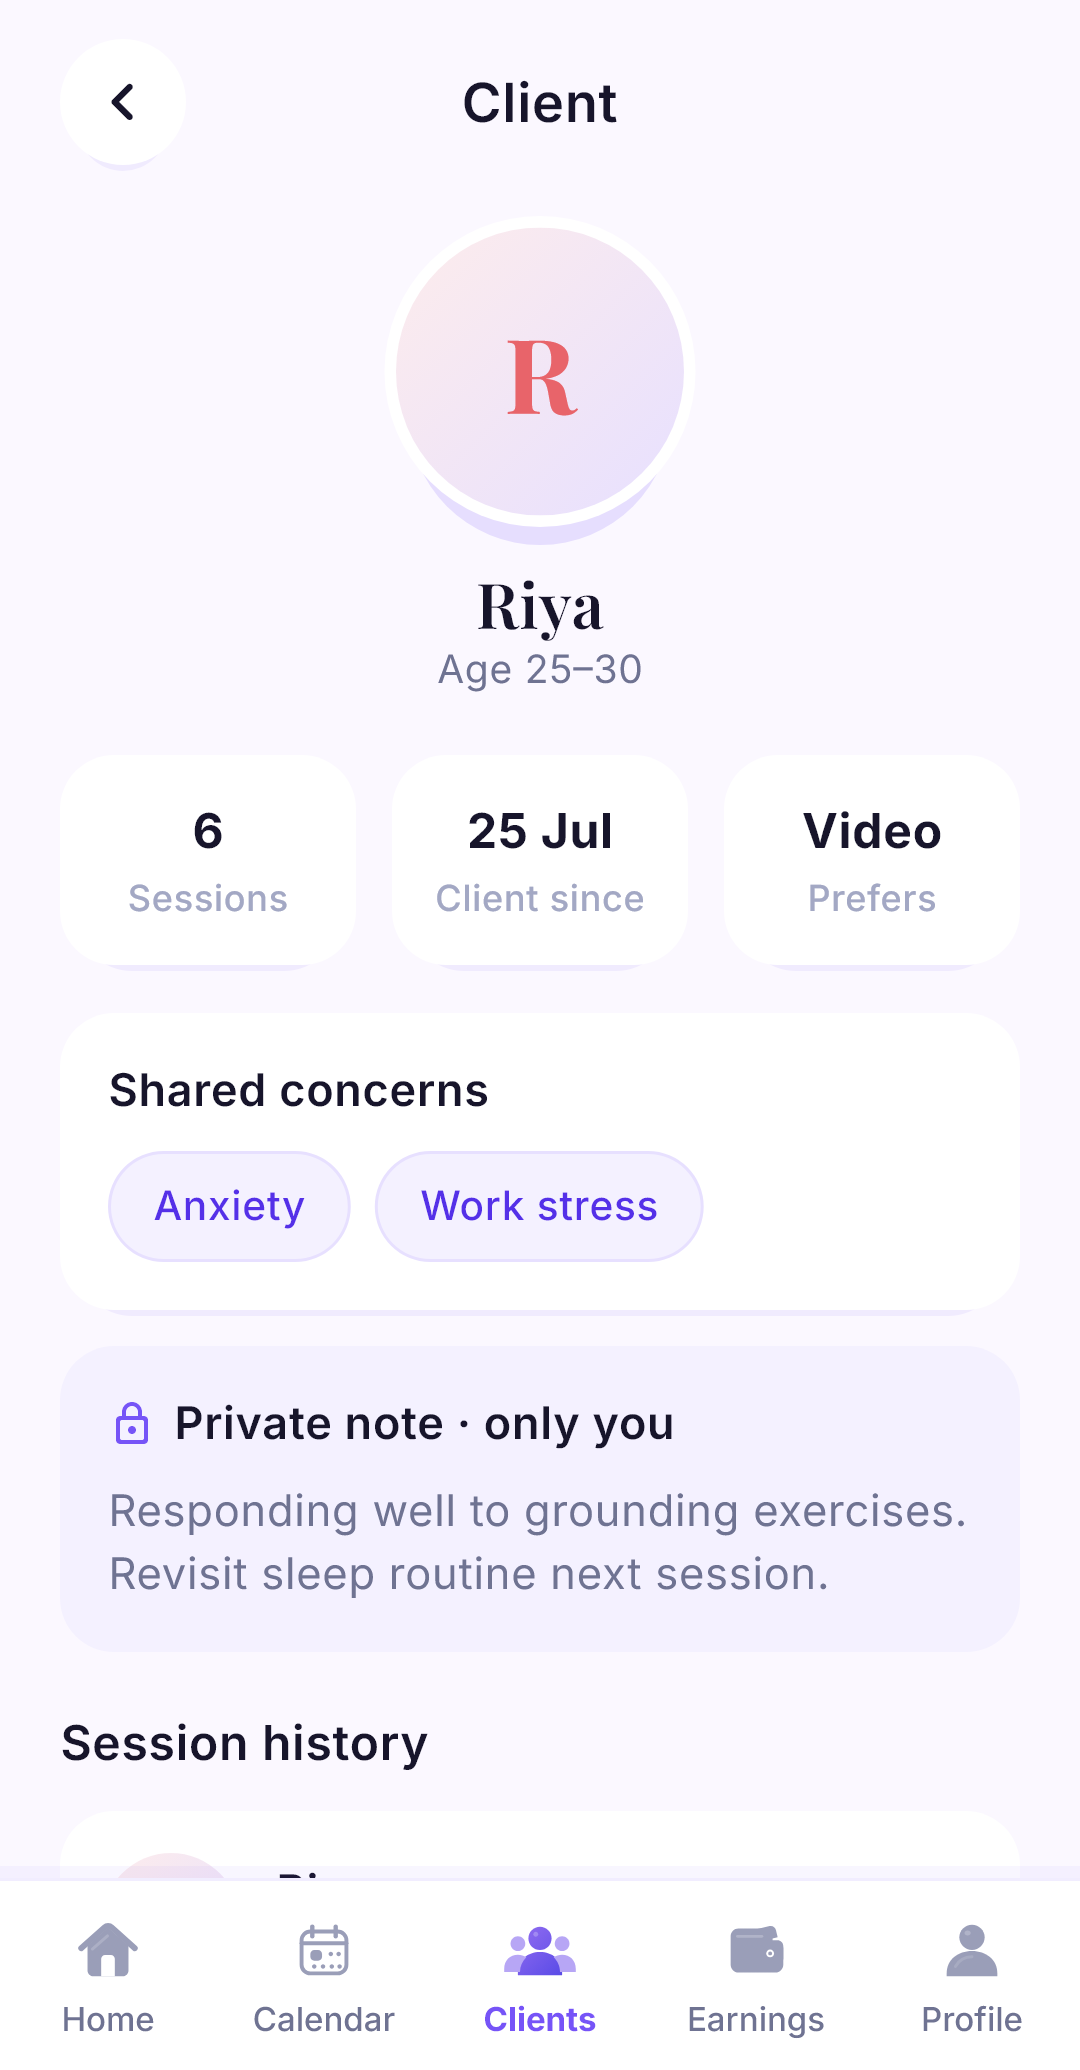 Client
R
Riya
Age 25–30
6
Sessions
25 Jul
Client since
Video
Prefers
Shared concerns
Anxiety
Work stress
Private note · only you
Responding well to grounding exercises.
Revisit sleep routine next session.
Session history
Home
Calendar
Clients
Earnings
Profile